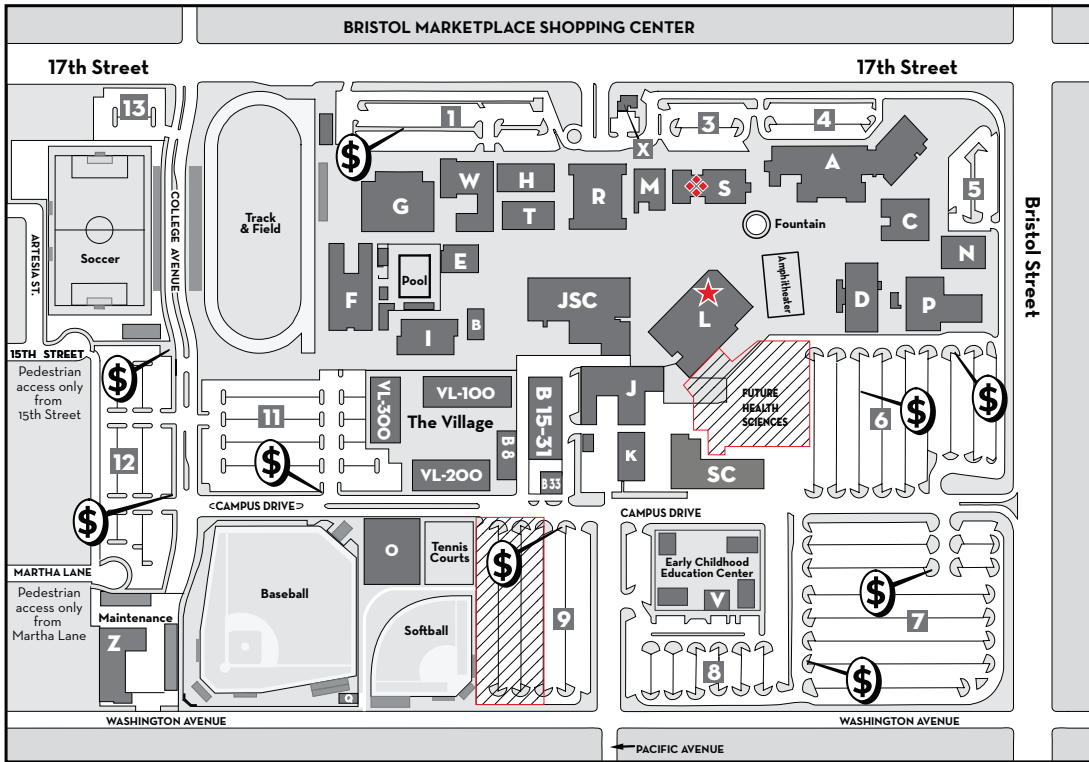 BRISTOL MARKETPLACE SHOPPING CENTER
17th Street
17th Street
13
1
3
4
X
$
5
A
W
H
M
S
G
T
R
C
N
Fountain
Track
& Field
COLLEGE AVENUE
ARTESIA ST.
Soccer
Bristol Street
E
Pool
F
JSC
Amphitheater
L
D
P
I
B
15TH STREET
Pedestrian
access only
from
15th Street
$
11
VL-300
VL-100
The Village
VL-200
B 8
B 15-31
B 33
J
K
SC
FUTURE
HEALTH
SCIENCES
6
$
$
12
$
$
CAMPUS DRIVE
CAMPUS DRIVE
O
Tennis
Courts
$
9
Early Childhood
Education Center
V
$
7
MARTHA LANE
Pedestrian
access only
from
Martha Lane
Maintenance
Z
Baseball
Softball
Q
8
$
WASHINGTON AVENUE
WASHINGTON AVENUE
PACIFIC AVENUE